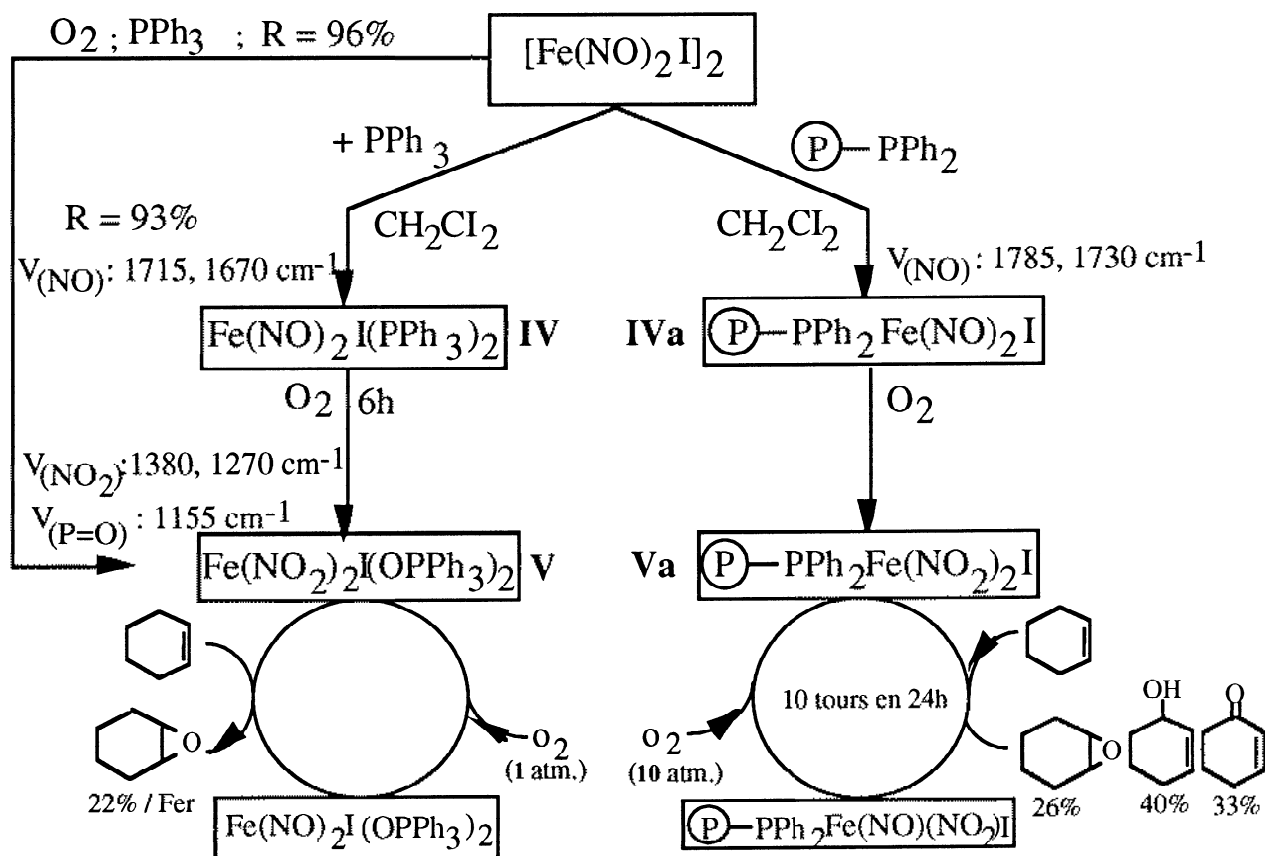 O2 ; PPh3 ; R = 96%
[Fe(NO)2I]2
+ PPh3
P—PPh2
R = 93%
CH2Cl2
CH2Cl2
V(NO): 1715, 1670 cm-1
V(NO) : 1785, 1730 cm-1
Fe(NO)2I(PPh3)2 IV
IVa P—PPh2Fe(NO)2I
O2 6h
O2
V(NO2):1380, 1270 cm-1
V(P=O) : 1155 cm-1
Fe(NO2)2I(OPPh3)2 V
Va P—PPh2Fe(NO2)2I
10 tours en 24h
OH
O
O
O2
(1 atm.)
O2
(10 atm.)
O
22% / Fer
26%
40%
33%
Fe(NO)2I(OPPh3)2
P—PPh2Fe(NO)(NO2)I